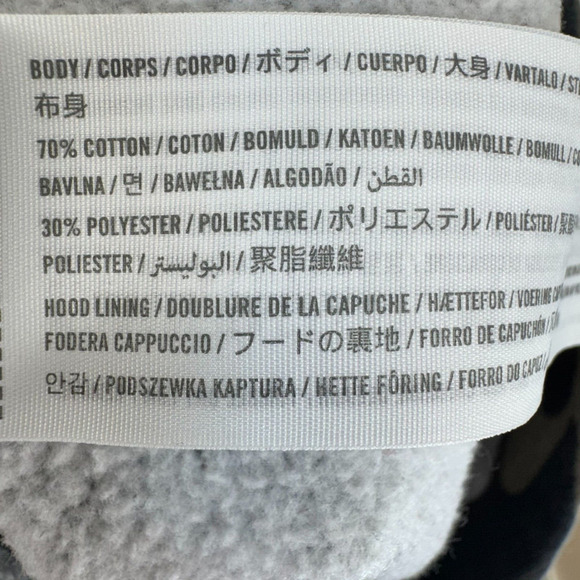 BODY / CORPS / CORPO / ボディ / CUERPO / 大身 / VARTALO /
布身
70% COTTON / COTON / BOMULD / KATOEN / BAUMWOLLE / BOMULL /
BAVLNA / 면 / BAWEŁNA / ALGODÃO / القطن
30% POLYESTER / POLIESTERE / ポリエステル / POLIÉSTER /
POLIESTER / البوليستر / 聚脂纖維
HOOD LINING / DOUBLURE DE LA CAPUCHE / HÆTTEFOR /
FODERA CAPPUCCIO / フードの裏地 / FORRO DE CAPUCHÓN /
안감 / PODSZEWKA KAPTURA / HETTE FÔRING / FORRO DO